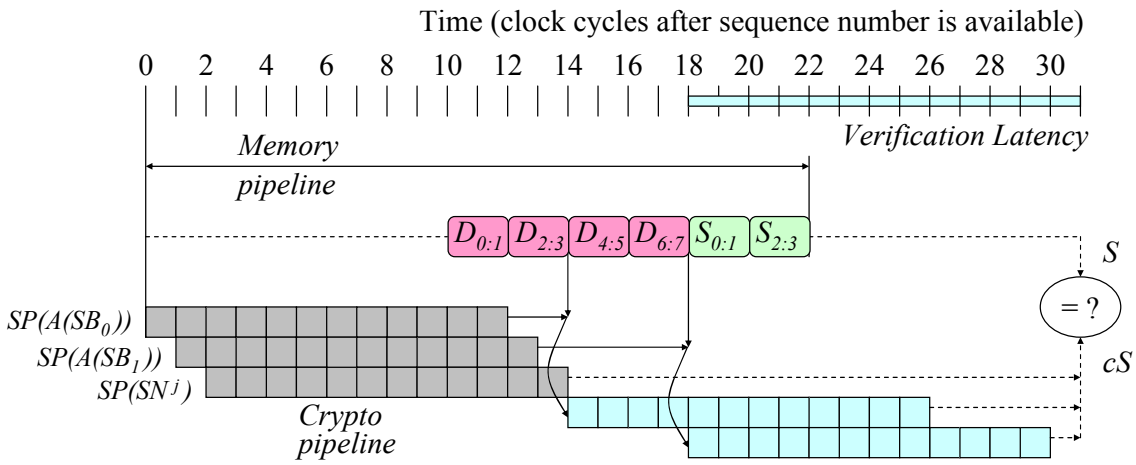 Time (clock cycles after sequence number is available)
0 2 4 6 8 10 12 14 16 18 20 22 24 26 28 30
Verification Latency
Memory
pipeline
D0:1 D2:3 D4:5 D6:7 S0:1 S2:3
S
= ?
SP(A(SB0))
SP(A(SB1))
cS
SP(SN^j)
Crypto
pipeline